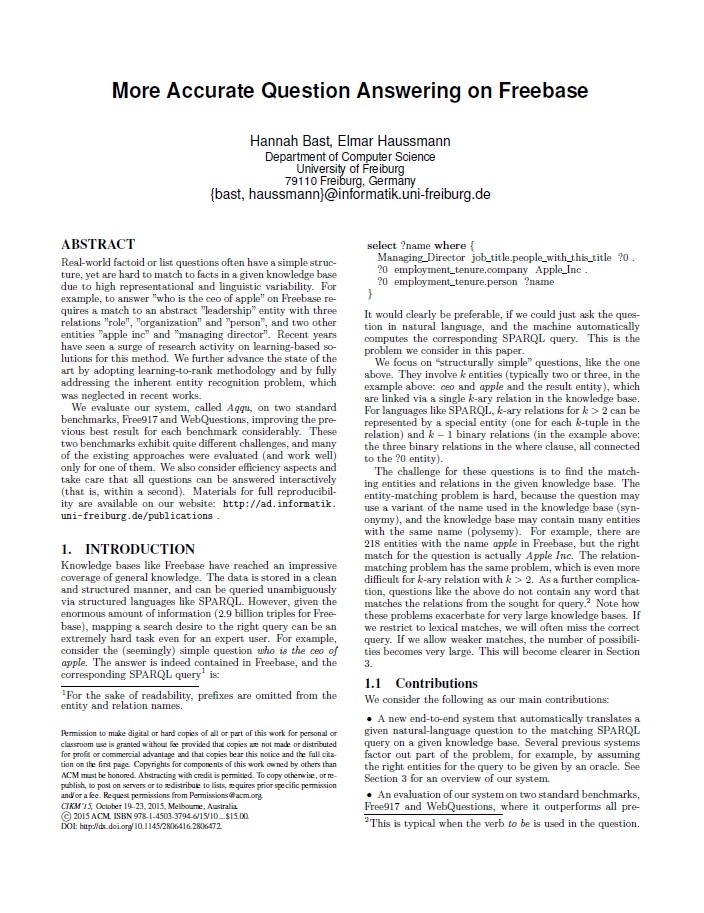 More Accurate Question Answering on Freebase
Hannah Bast, Elmar Haussmann
Department of Computer Science
University of Freiburg
79110 Freiburg, Germany
{bast, haussmann}@informatik.uni-freiburg.de
ABSTRACT
Real-world factoid or list questions often have a simple struc-
ture, yet are hard to match to facts in a given knowledge base
due to high representational and linguistic variability. For
example, to answer "who is the ceo of apple" on Freebase re-
quires a match to an abstract "leadership" entity with three
relations "role", "organization" and "person", and two other
entities "apple inc" and "managing director". Recent years
have seen a surge of research activity on learning-based so-
lutions for this method. We further advance the state of the
art by adopting learning-to-rank methodology and by fully
addressing the inherent entity recognition problem, which
was neglected in recent works.
We evaluate our system, called Aqqu, on two standard
benchmarks, Free917 and WebQuestions, improving the pre-
vious best result for each benchmark considerably. These
two benchmarks exhibit quite different challenges, and many
of the existing approaches were evaluated (and work well)
only for one of them. We also consider efficiency aspects and
take care that all questions can be answered interactively
(that is, within a second). Materials for full reproducibil-
ity are available on our website: http://ad.informatik.
uni-freiburg.de/publications .
1. INTRODUCTION
Knowledge bases like Freebase have reached an impressive
coverage of general knowledge. The data is stored in a clean
and structured manner, and can be queried unambiguously
via structured languages like SPARQL. However, given the
enormous amount of information (2.9 billion triples for Free-
base), mapping a search desire to the right query can be an
extremely hard task even for an expert user. For example,
consider the (seemingly) simple question who is the ceo of
apple. The answer is indeed contained in Freebase, and the
corresponding SPARQL query1 is:
1For the sake of readability, prefixes are omitted from the
entity and relation names.
Permission to make digital or hard copies of all or part of this work for personal or
classroom use is granted without fee provided that copies are not made or distributed
for profit or commercial advantage and that copies bear this notice and the full cita-
tion on the first page. Copyrights for components of this work owned by others than
ACM must be honored. Abstracting with credit is permitted. To copy otherwise, or re-
publish, to post on servers or to redistribute to lists, requires prior specific permission
and/or a fee. Request permissions from Permissions@acm.org.
CIKM'15, October 19–23, 2015, Melbourne, Australia.
© 2015 ACM. ISBN 978-1-4503-3794-6/15/10 ...$15.00.
DOI: http://dx.doi.org/10.1145/2806416.2806472.
select ?name where {
Managing_Director job_title.people_with_this_title ?0 .
?0 employment_tenure.company Apple_Inc .
?0 employment_tenure.person ?name
}
It would clearly be preferable, if we could just ask the ques-
tion in natural language, and the machine automatically
computes the corresponding SPARQL query. This is the
problem we consider in this paper.
We focus on "structurally simple" questions, like the one
above. They involve k entities (typically two or three, in the
example above: ceo and apple and the result entity), which
are linked via a single k-ary relation in the knowledge base.
For languages like SPARQL, k-ary relations for k > 2 can be
represented by a special entity (one for each k-tuple in the
relation) and k − 1 binary relations (in the example above:
the three binary relations in the where clause, all connected
to the ?0 entity).
The challenge for these questions is to find the match-
ing entities and relations in the given knowledge base. The
entity-matching problem is hard, because the question may
use a variant of the name used in the knowledge base (syn-
onymy), and the knowledge base may contain many entities
with the same name (polysemy). For example, there are
218 entities with the name apple in Freebase, but the right
match for the question is actually Apple Inc. The relation-
matching problem has the same problem, which is even more
difficult for k-ary relation with k > 2. As a further complica-
tion, questions like the above do not contain any word that
matches the relations from the sought for query.2 Note how
these problems exacerbate for very large knowledge bases. If
we restrict to lexical matches, we will often miss the correct
query. If we allow weaker matches, the number of possibili-
ties becomes very large. This will become clearer in Section
3.
1.1 Contributions
We consider the following as our main contributions:
• A new end-to-end system that automatically translates a
given natural-language question to the matching SPARQL
query on a given knowledge base. Several previous systems
factor out part of the problem, for example, by assuming
the right entities for the query to be given by an oracle. See
Section 3 for an overview of our system.
• An evaluation of our system on two standard benchmarks,
Free917 and WebQuestions, where it outperforms all pre-
2This is typical when the verb to be is used in the question.